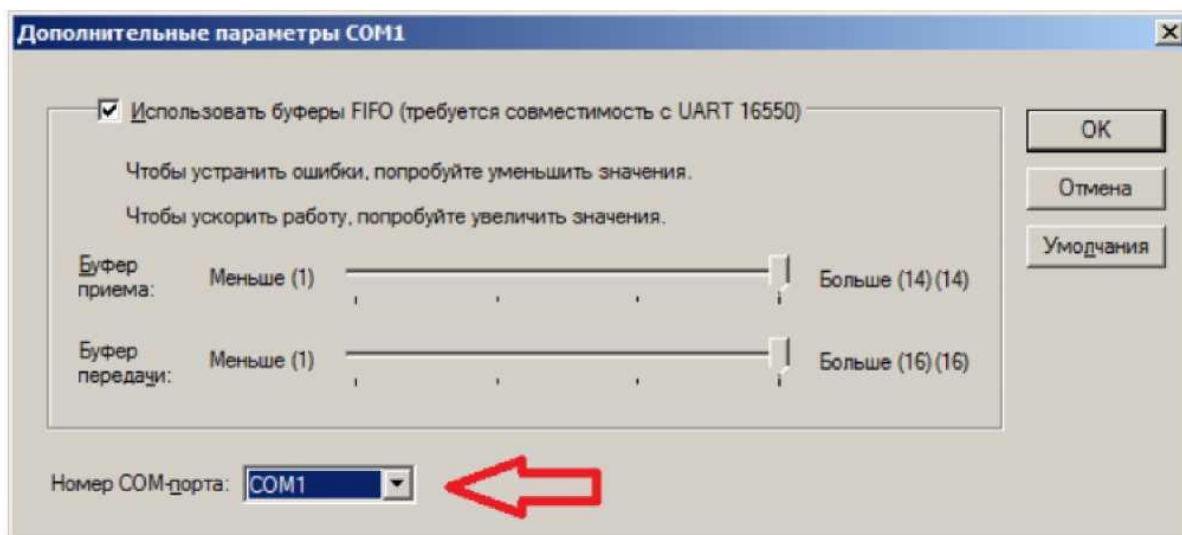 Дополнительные параметры COM1
Использовать буферы FIFO (требуется совместимость с UART 16550)
Чтобы устранить ошибки, попробуйте уменьшить значения.
Чтобы ускорить работу, попробуйте увеличить значения.
Буфер
приема:
Меньше (1)
Больше (14) (14)
Буфер
передачи:
Меньше (1)
Больше (16) (16)
Номер COM-порта:
COM1
OK
Отмена
Умолчания